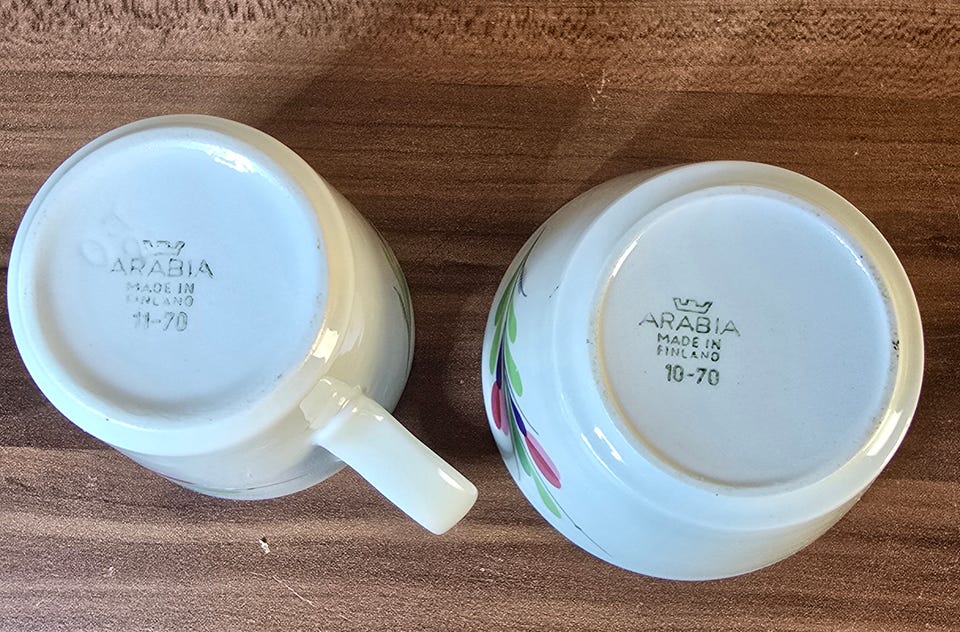 ARABIA
MADE IN
FINLAND
11-70
ARABIA
MADE IN
FINLAND
10-70